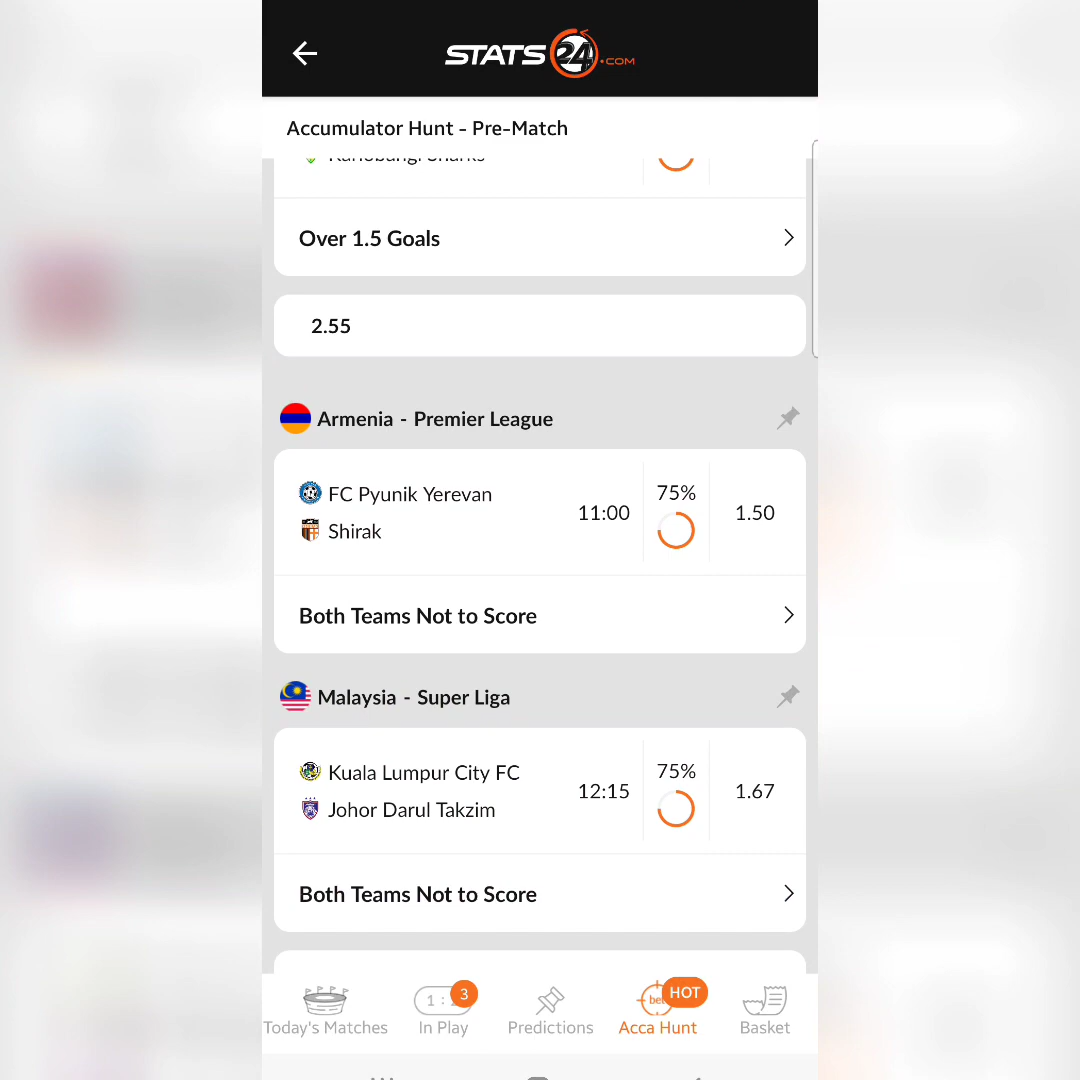 STATS24.COM
Accumulator Hunt - Pre-Match
Over 1.5 Goals
2.55
Armenia - Premier League
FC Pyunik Yerevan
Shirak
11:00
75%
1.50
Both Teams Not to Score
Malaysia - Super Liga
Kuala Lumpur City FC
Johor Darul Takzim
12:15
75%
1.67
Both Teams Not to Score
3
HOT
Today's Matches
In Play
Predictions
Acca Hunt
Basket